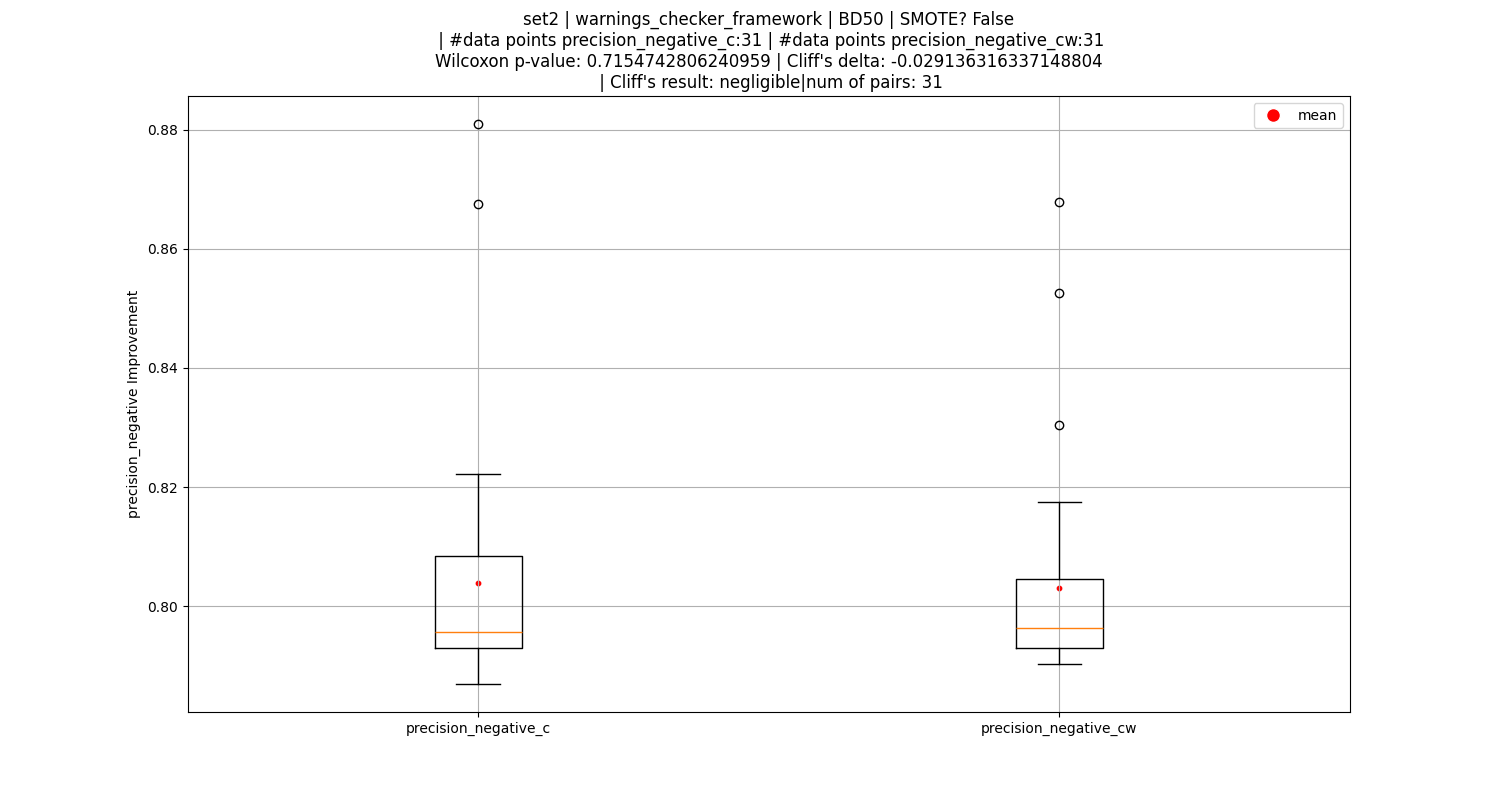 set2 | warnings_checker_framework | BD50 | SMOTE? False
| #data points precision_negative_c:31 | #data points precision_negative_cw:31
Wilcoxon p-value: 0.7154742806240959 | Cliff's delta: -0.029136316337148804
| Cliff's result: negligible|num of pairs: 31
mean
0.88
0.86
0.84
0.82
0.80
precision_negative Improvement
precision_negative_c
precision_negative_cw